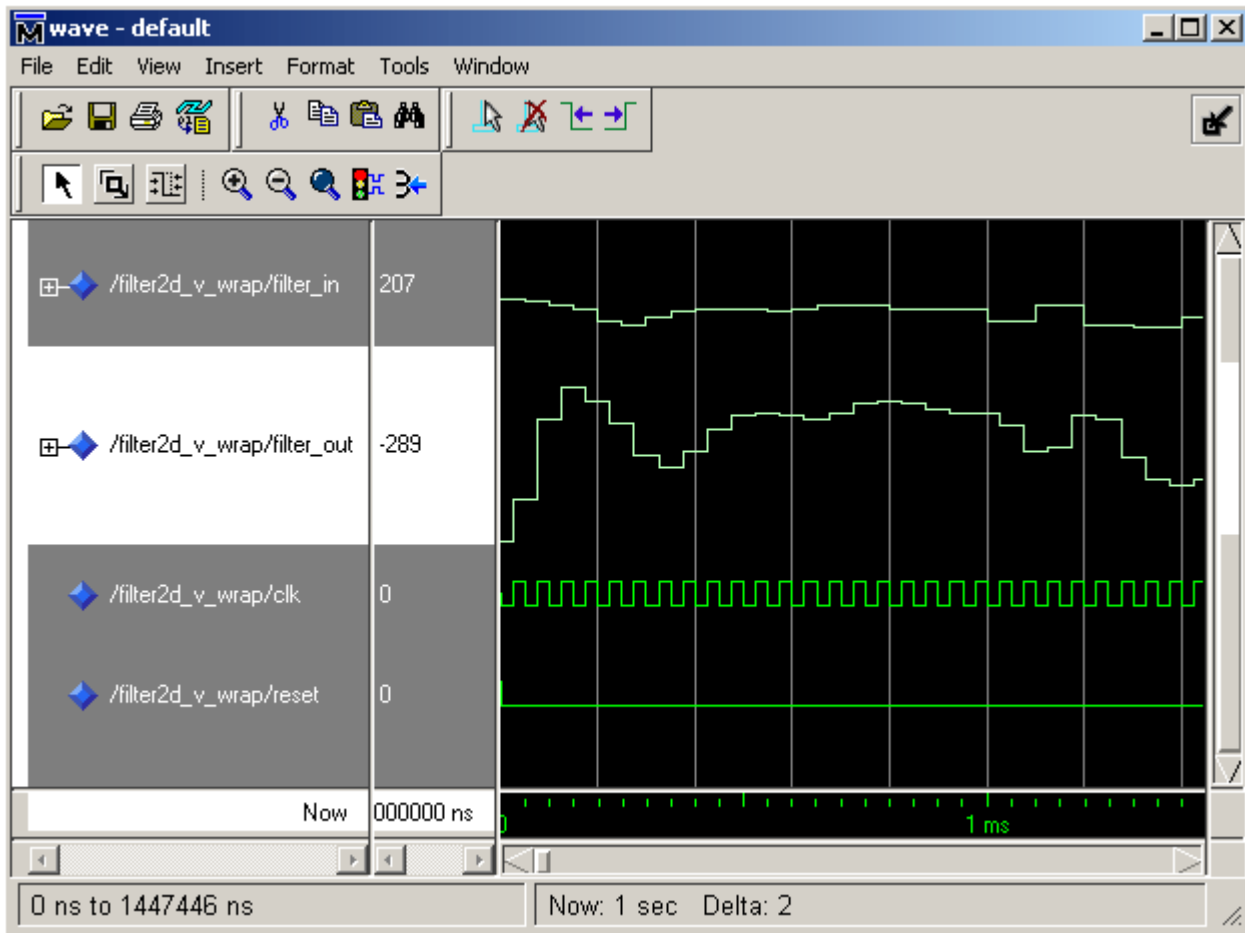 wave - default
File Edit View Insert Format Tools Window
/filter2d_v_wrap/filter_in 207
/filter2d_v_wrap/filter_out -289
/filter2d_v_wrap/clk 0
/filter2d_v_wrap/reset 0
Now 000000 ns 0 1 ms
0 ns to 1447446 ns Now: 1 sec Delta: 2